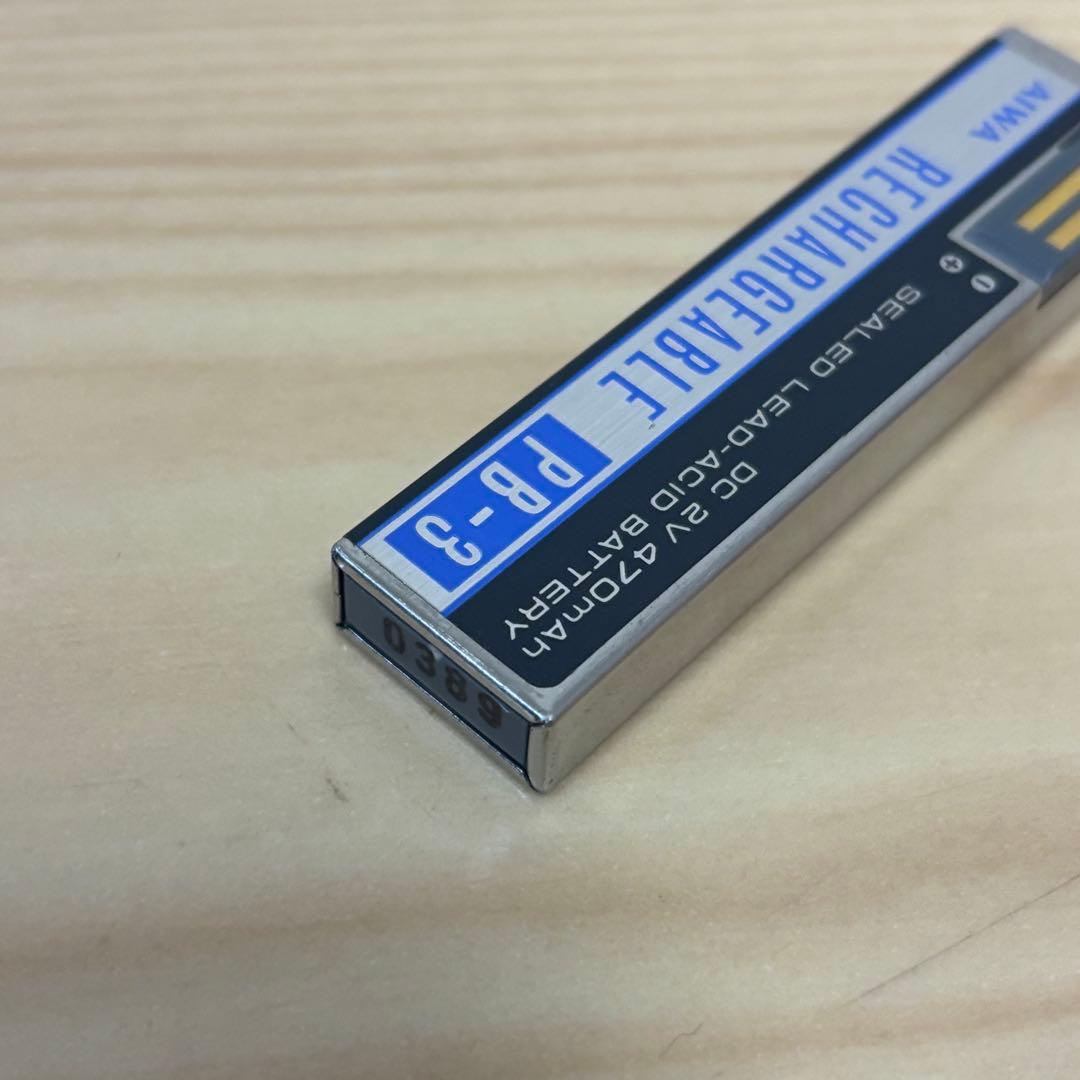 AIWA
RECHARGEABLE PB-3
+ -
SEALED LEAD-ACID BATTERY
DC 2V 470mAh
0389